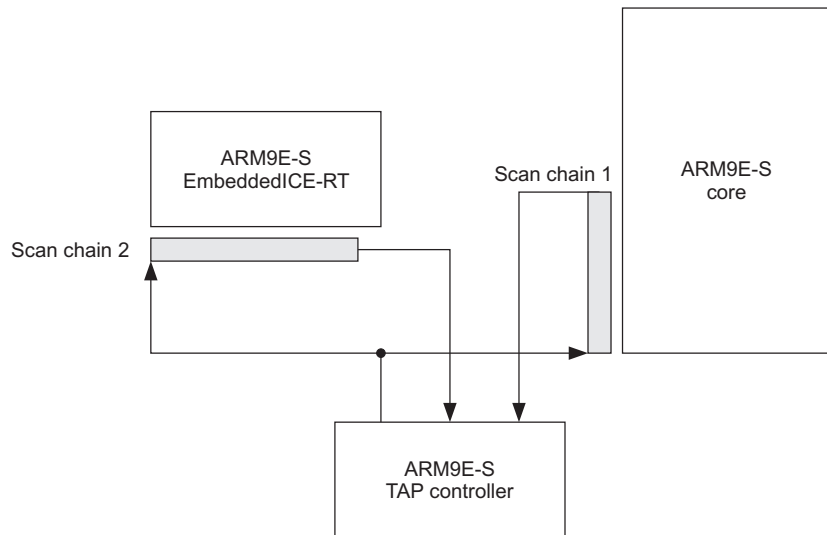 ARM9E-S
EmbeddedICE-RT
Scan chain 1
ARM9E-S
core
Scan chain 2
ARM9E-S
TAP controller